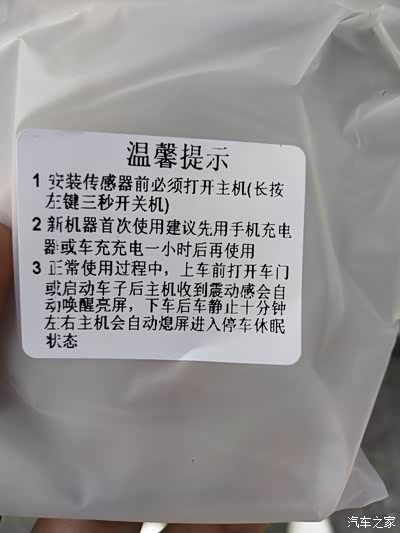 温馨提示
1 安装传感器前必须打开主机(长按
左键三秒开关机)
2 新机器首次使用建议先用手机充电
器或车充充电一小时后再使用
3 正常使用过程中，上车前打开车门
或启动车子后主机收到震动感会自
动唤醒亮屏，下车后车静止十分钟
左右主机会自动熄屏进入停车休眠
状态
汽车之家